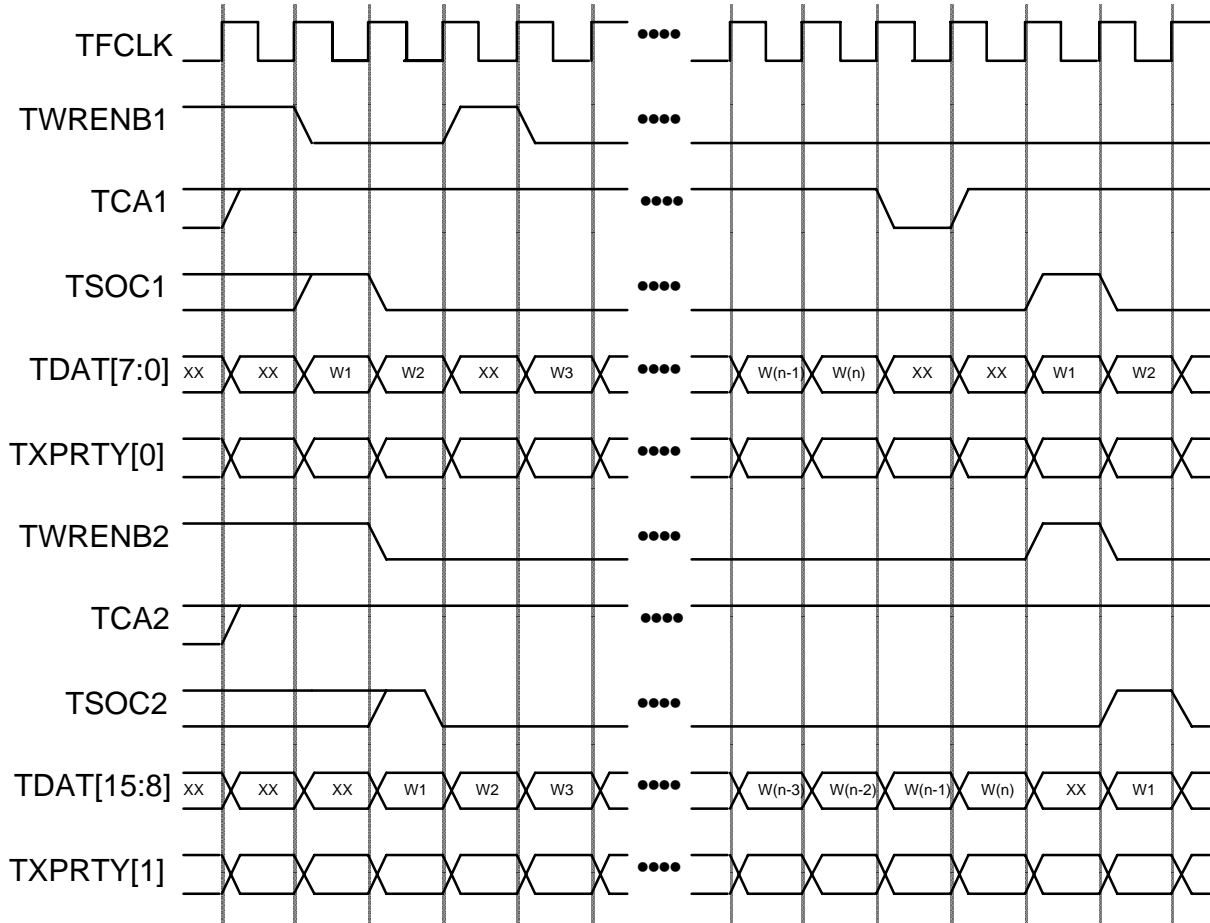 TFCLK
TWRENB1
TCA1
TSOC1
TDAT[7:0] XX XX W1 W2 XX W3 W(n-1) W(n) XX XX W1 W2
TXPRTY[0]
TWRENB2
TCA2
TSOC2
TDAT[15:8] XX XX XX W1 W2 W3 W(n-3) W(n-2) W(n-1) W(n) XX W1
TXPRTY[1]